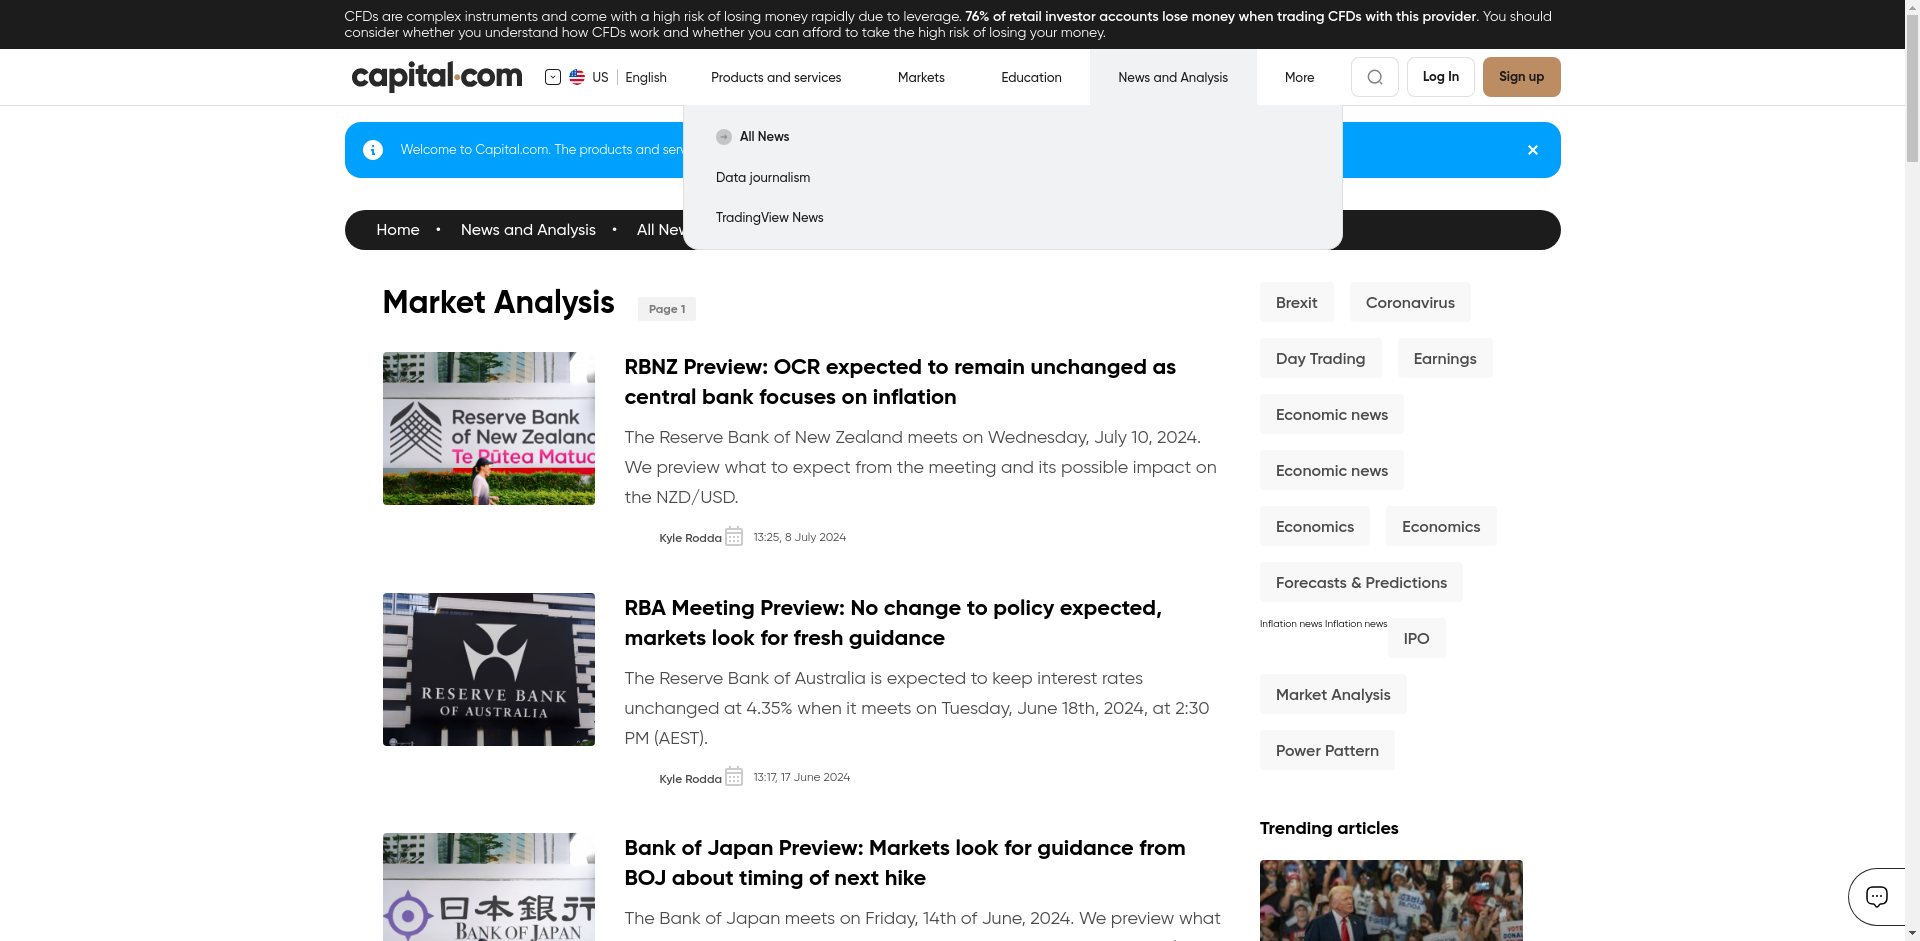 CFDs are complex instruments and come with a high risk of losing money rapidly due to leverage. 76% of retail investor accounts lose money when trading CFDs with this provider. You should
consider whether you understand how CFDs work and whether you can afford to take the high risk of losing your money.
capital.com
US English
Products and services
Markets
Education
News and Analysis
More
Log In
Sign up
All News
Data journalism
TradingView News
Welcome to Capital.com. The products and serv
Home • News and Analysis • All New
Market Analysis
Page 1
Reserve Bank
of New Zealand
Te Pūtea Matua
RBNZ Preview: OCR expected to remain unchanged as
central bank focuses on inflation
The Reserve Bank of New Zealand meets on Wednesday, July 10, 2024.
We preview what to expect from the meeting and its possible impact on
the NZD/USD.
Kyle Rodda 13:25, 8 July 2024
RESERVE BANK
OF AUSTRALIA
RBA Meeting Preview: No change to policy expected,
markets look for fresh guidance
The Reserve Bank of Australia is expected to keep interest rates
unchanged at 4.35% when it meets on Tuesday, June 18th, 2024, at 2:30
PM (AEST).
Kyle Rodda 13:17, 17 June 2024
日本銀行
BANK OF JAPAN
Bank of Japan Preview: Markets look for guidance from
BOJ about timing of next hike
The Bank of Japan meets on Friday, 14th of June, 2024. We preview what
Brexit
Coronavirus
Day Trading
Earnings
Economic news
Economic news
Economics
Economics
Forecasts & Predictions
Inflation news Inflation news
IPO
Market Analysis
Power Pattern
Trending articles